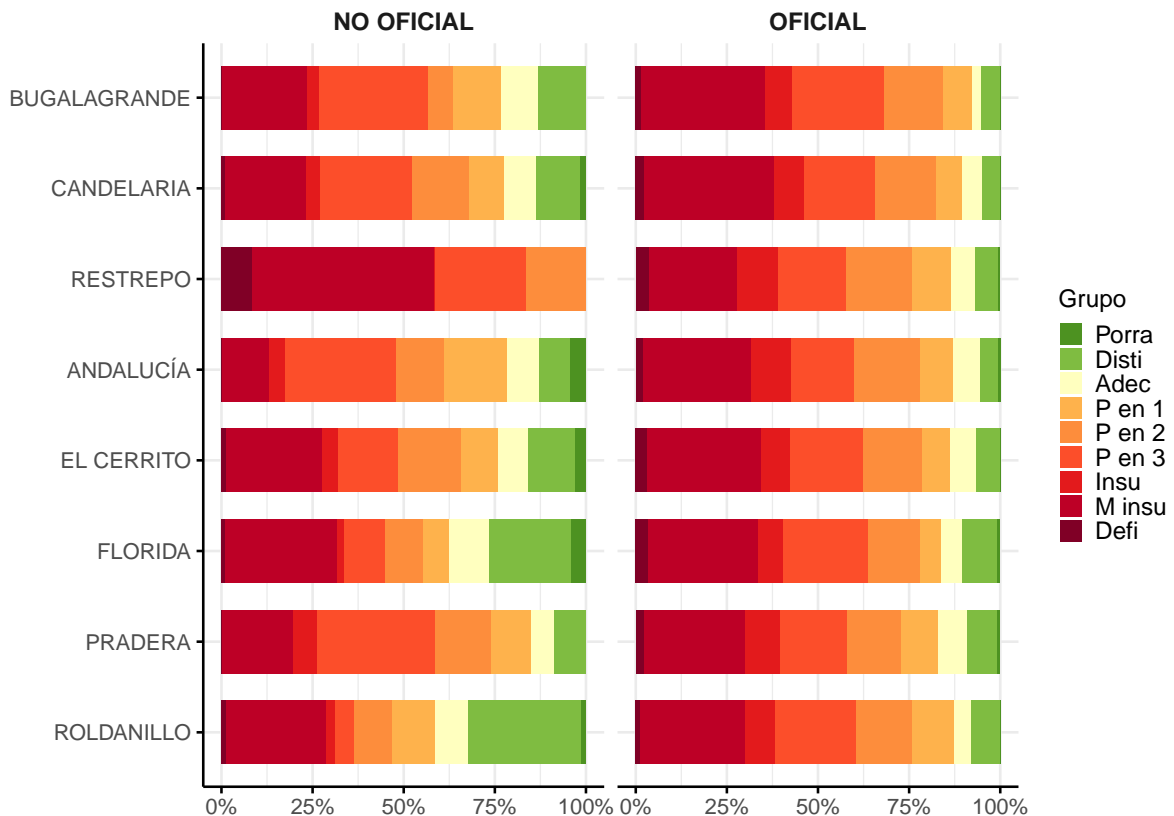 NO OFICIAL
OFICIAL
BUGALAGRANDE
CANDELARIA
RESTREPO
ANDALUCÍA
EL CERRITO
FLORIDA
PRADERA
ROLDANILLO
0% 25% 50% 75% 100%
0% 25% 50% 75% 100%
Grupo
Porra
Disti
Adec
P en 1
P en 2
P en 3
Insu
M insu
Defi